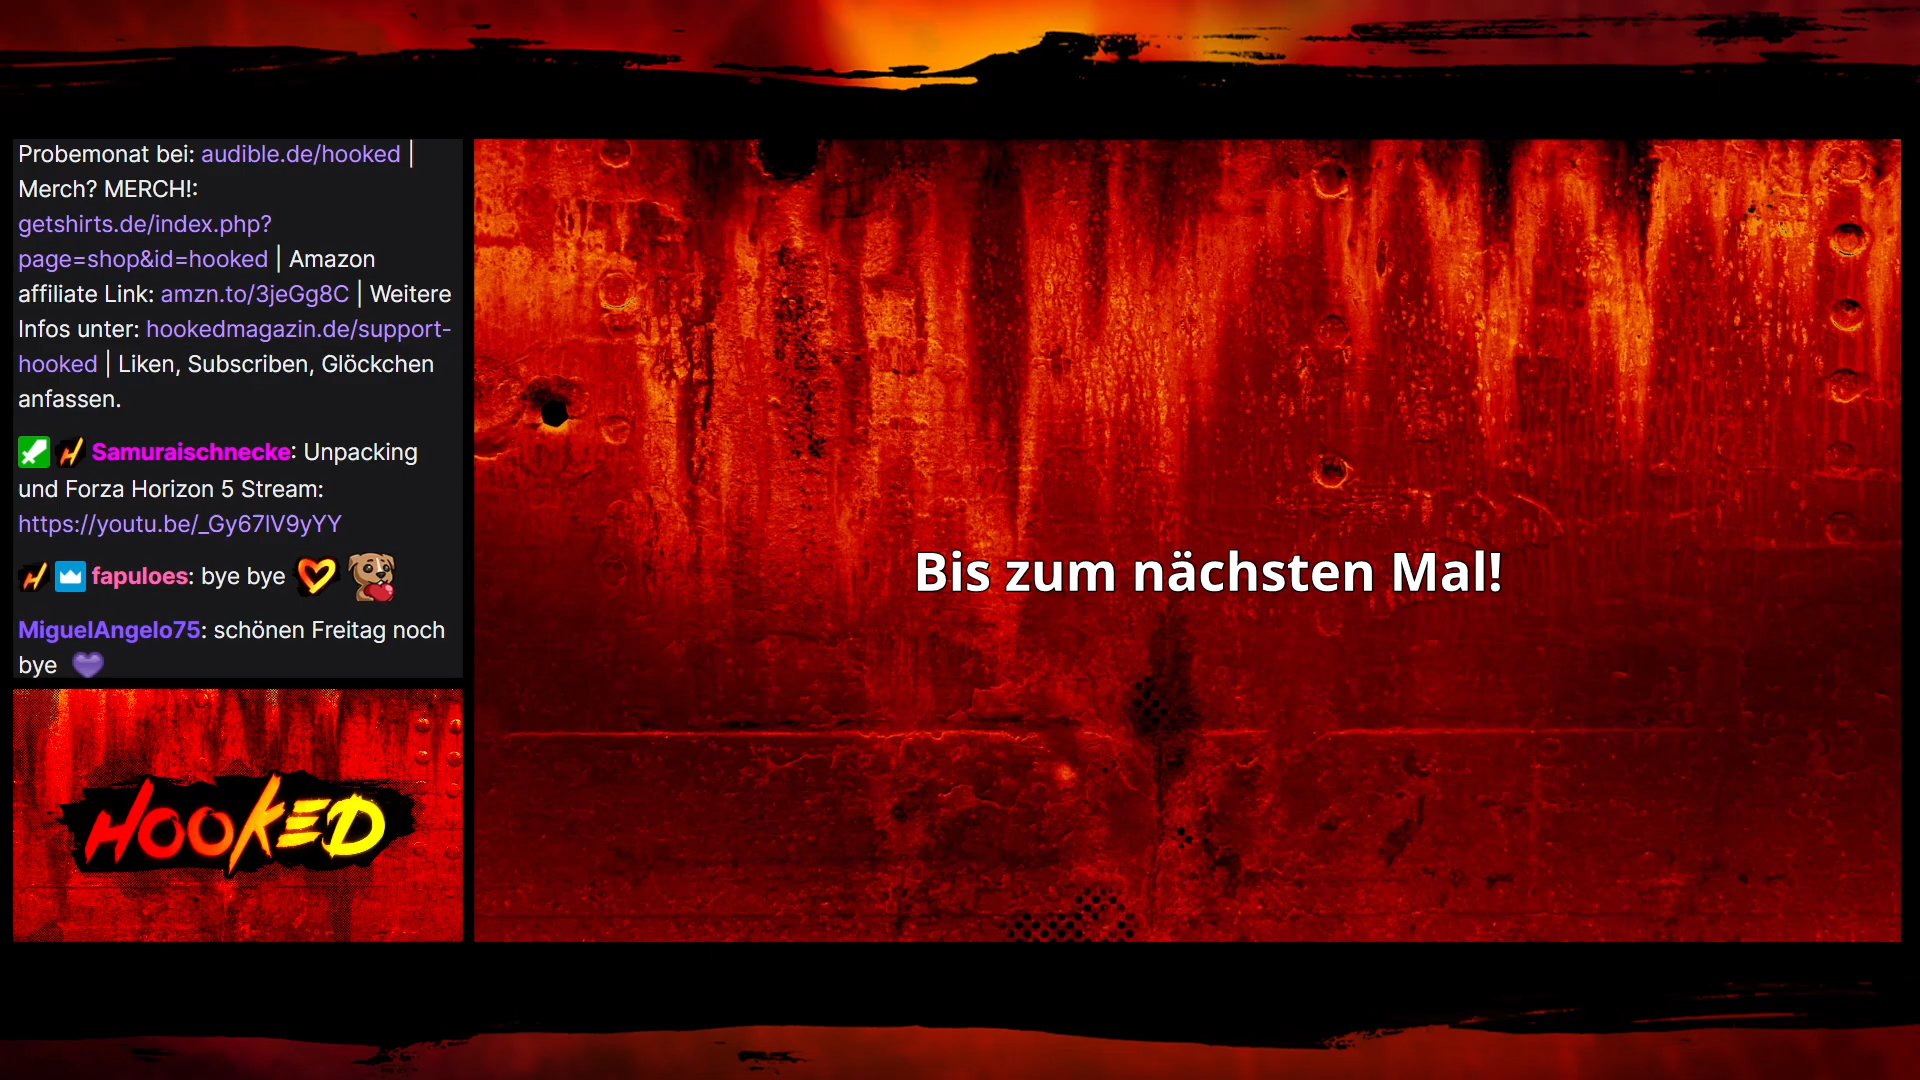 Probemonat bei: audible.de/hooked |
Merch? MERCH!:
getshirts.de/index.php?
page=shop&id=hooked | Amazon
affiliate Link: amzn.to/3jeGg8C | Weitere
Infos unter: hookedmagazin.de/support-
hooked | Liken, Subscriben, Glöckchen
anfassen.
Samuraischnecke: Unpacking
und Forza Horizon 5 Stream:
https://youtu.be/_Gy67lV9yYY
fapuloes: bye bye
MiguelAngelo75: schönen Freitag noch
bye
HOOKED
Bis zum nächsten Mal!